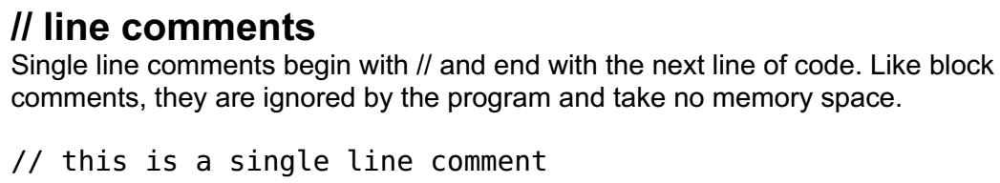 // line comments
Single line comments begin with // and end with the next line of code. Like block
comments, they are ignored by the program and take no memory space.
// this is a single line comment